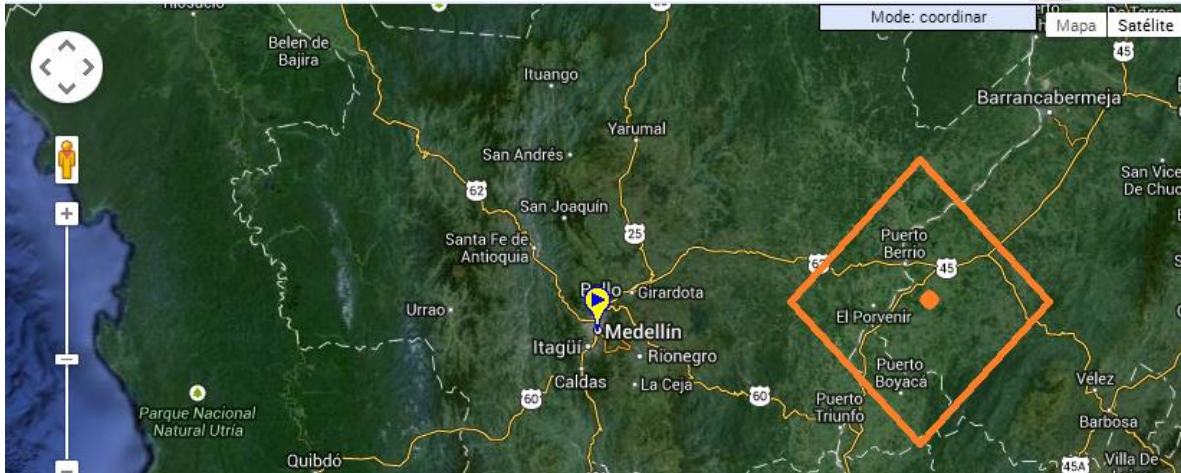 Riosucio
Mode: coordinar
Mapa
Satélite
Belen de
Bajira
45
Ituango
Barrancabermeja
Yarumal
San Andrés
San Vice
De Chuc
62
San Joaquín
25
Santa Fe de
Antioquia
Puerto
Berrio
62
45
Bello
Girardota
Urrao
El Porvenir
Medellín
Itagüí
Rionegro
Caldas
La Ceja
Puerto
Boyacá
Vélez
60
60
Puerto
Triunfo
Parque Nacional
Natural Utría
Barbosa
Quibdó
45A
Villa De